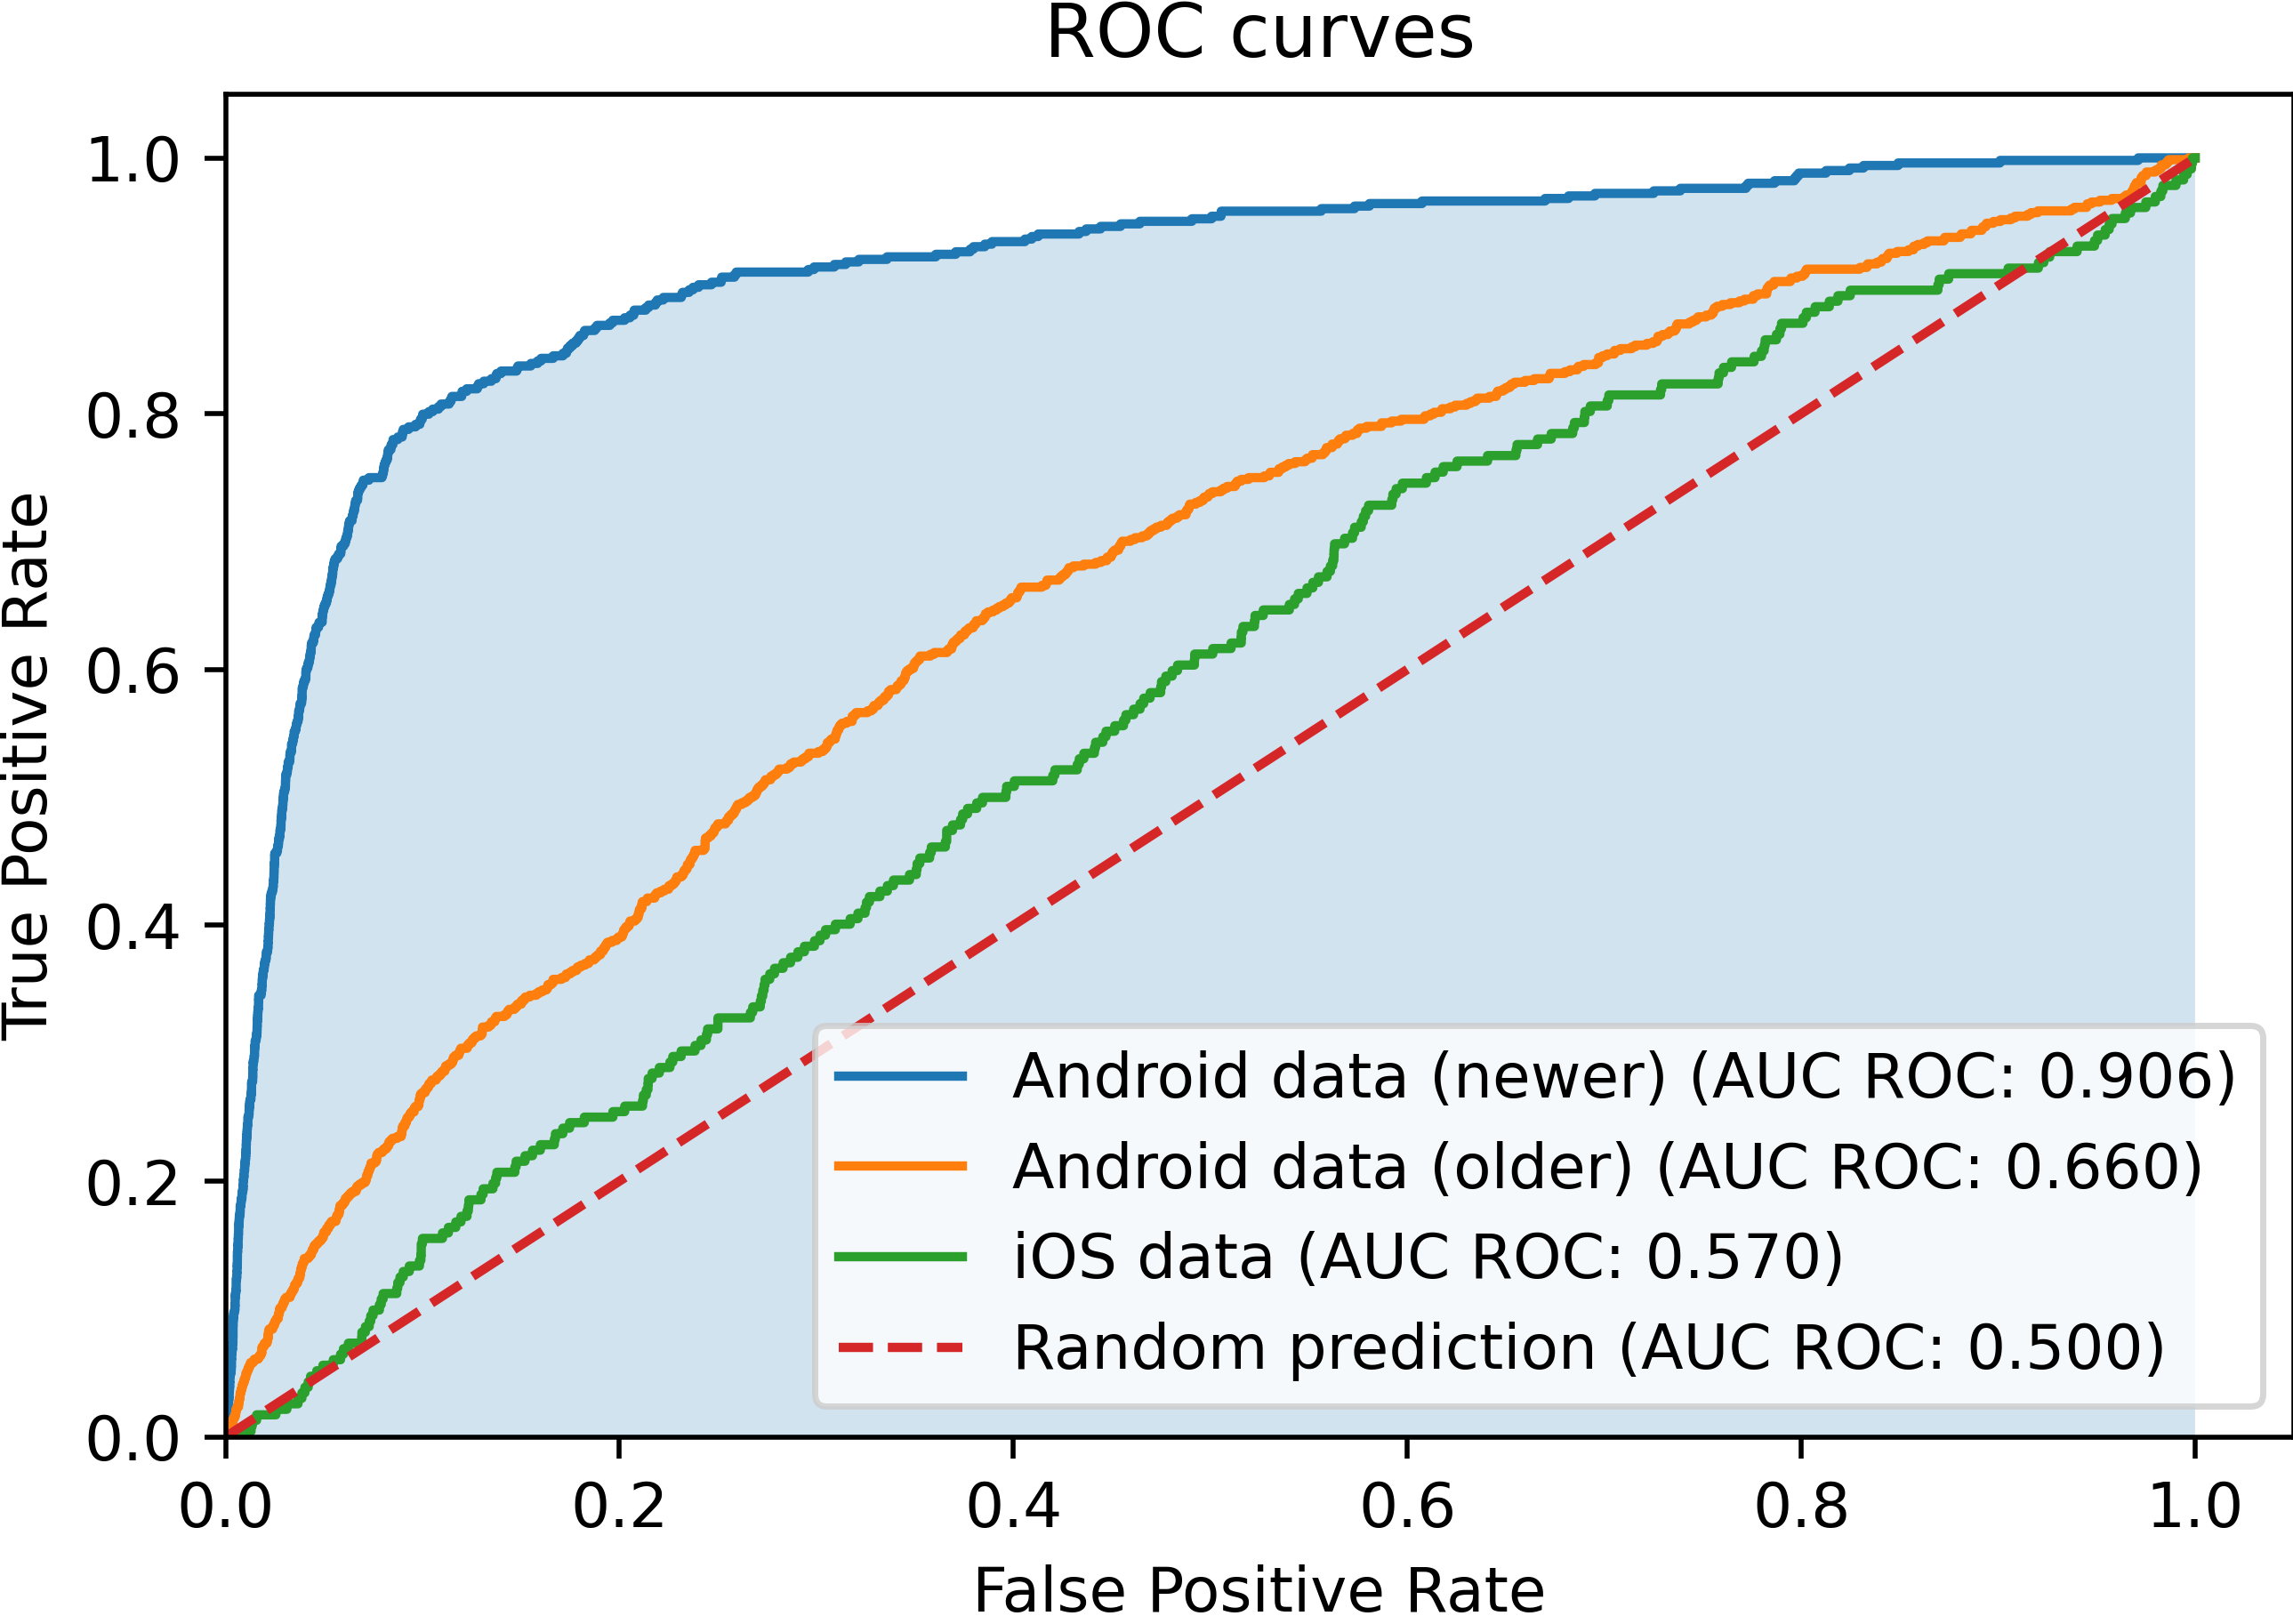 ROC curves
1.0
0.8
0.6
0.4
0.2
0.0
True Positive Rate
Android data (newer) (AUC ROC: 0.906)
Android data (older) (AUC ROC: 0.660)
iOS data (AUC ROC: 0.570)
Random prediction (AUC ROC: 0.500)
0.0 0.2 0.4 0.6 0.8 1.0
False Positive Rate